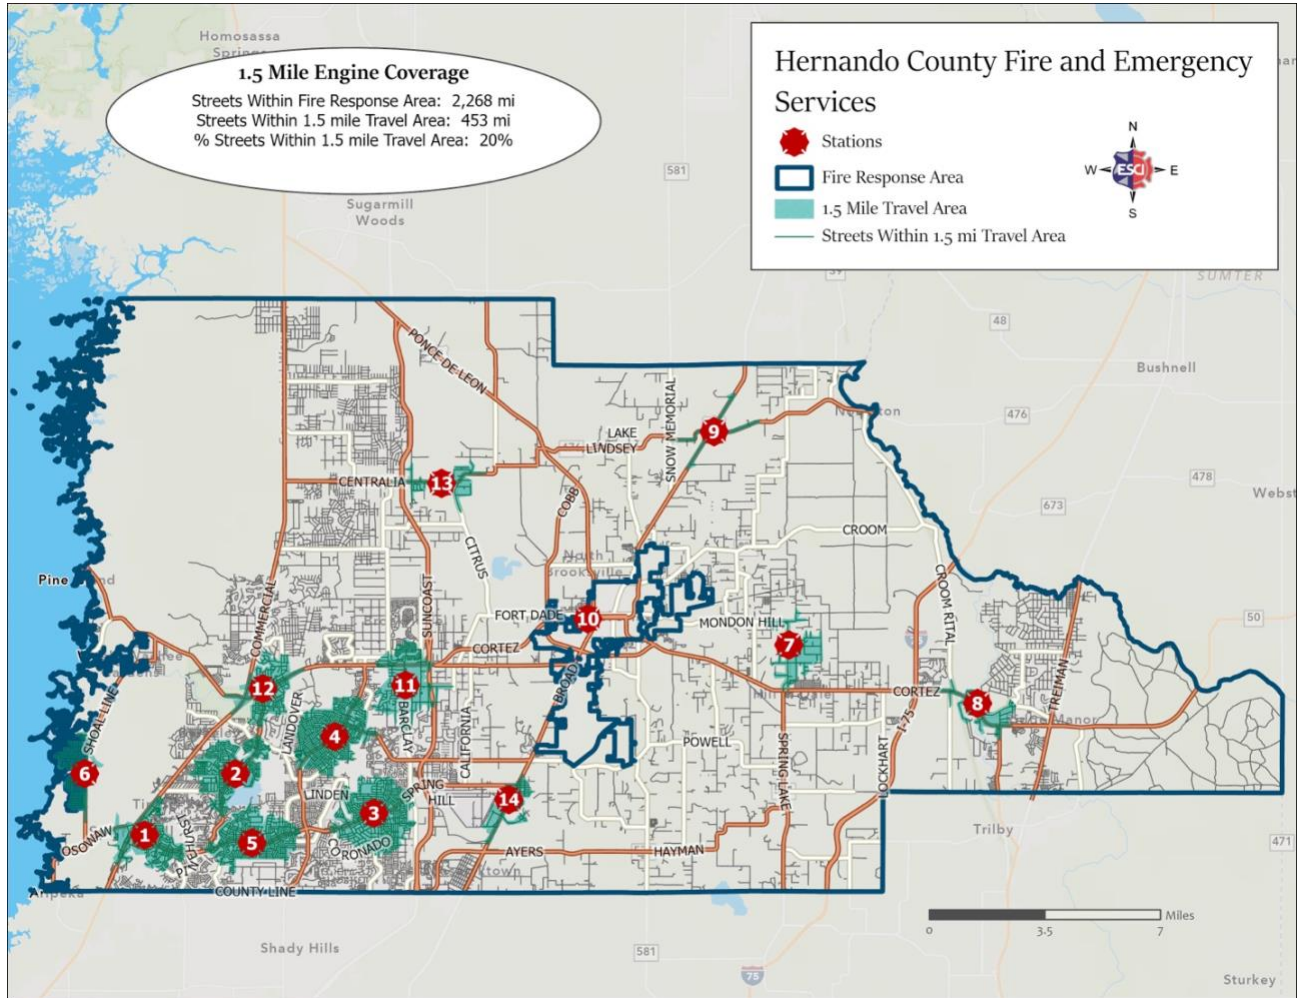 Homosassa
1.5 Mile Engine Coverage
Streets Within Fire Response Area: 2,268 mi
Streets Within 1.5 mile Travel Area: 453 mi
% Streets Within 1.5 mile Travel Area: 20%
Hernando County Fire and Emergency
Services
Stations
Fire Response Area
1.5 Mile Travel Area
Streets Within 1.5 mi Travel Area
N
W
ESCI
E
S
581
Sugarmill
Woods
SUMTER
48
Bushnell
476
478
673
50
471
PONCE DE LEON
SNOW MEMORIAL
LAKE
LINDSEY
9
CENTRALIA
13
COBB
CROOM
CITRUS
North
Brooksville
Pine
COMMERCIAL
SUNCOAST
FORT DADE
10
MONDON HILL
CROOM RITAL
7
CORTEZ
SHOAL LINE
12
11
BROAD
CORTEZ
8
TREIMAN
LANDOVER
BARCLAY
4
CALIFORNIA
POWELL
I-75
SPRING LAKE
LOCKHART
6
2
LINDEN
SPRING
HILL
14
3
1
OSOWAW
5
CORONADO
AYERS
HAYMAN
Trilby
COUNTY LINE
Aripeka
Shady Hills
581
75
0
3.5
7
Miles
Sturkey